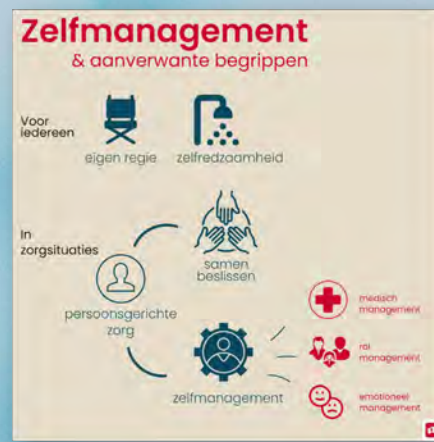 Zelfmanagement
& aanverwante begrippen
Voor
iedereen
eigen regie
zelfredzaamheid
In
zorgsituaties
samen
beslissen
persoonsgerichte
zorg
medisch
management
rol
management
zelfmanagement
emotioneel
management